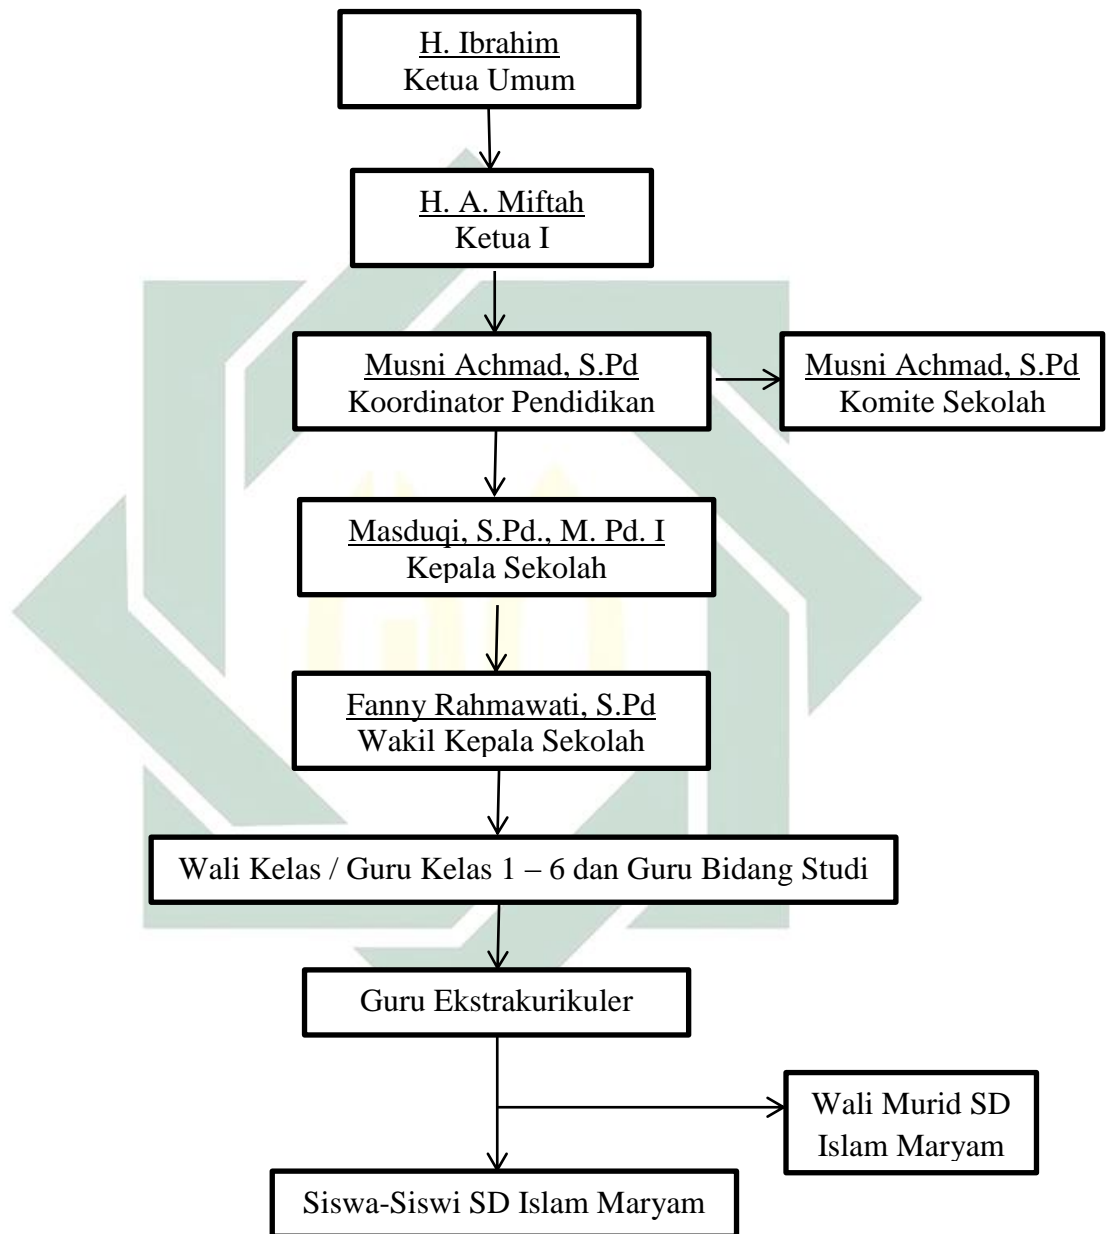 H. Ibrahim
Ketua Umum
H. A. Miftah
Ketua I
Musni Achmad, S.Pd
Koordinator Pendidikan
Musni Achmad, S.Pd
Komite Sekolah
Masduqi, S.Pd., M. Pd. I
Kepala Sekolah
Fanny Rahmawati, S.Pd
Wakil Kepala Sekolah
Wali Kelas / Guru Kelas 1 – 6 dan Guru Bidang Studi
Guru Ekstrakurikuler
Wali Murid SD
Islam Maryam
Siswa-Siswi SD Islam Maryam